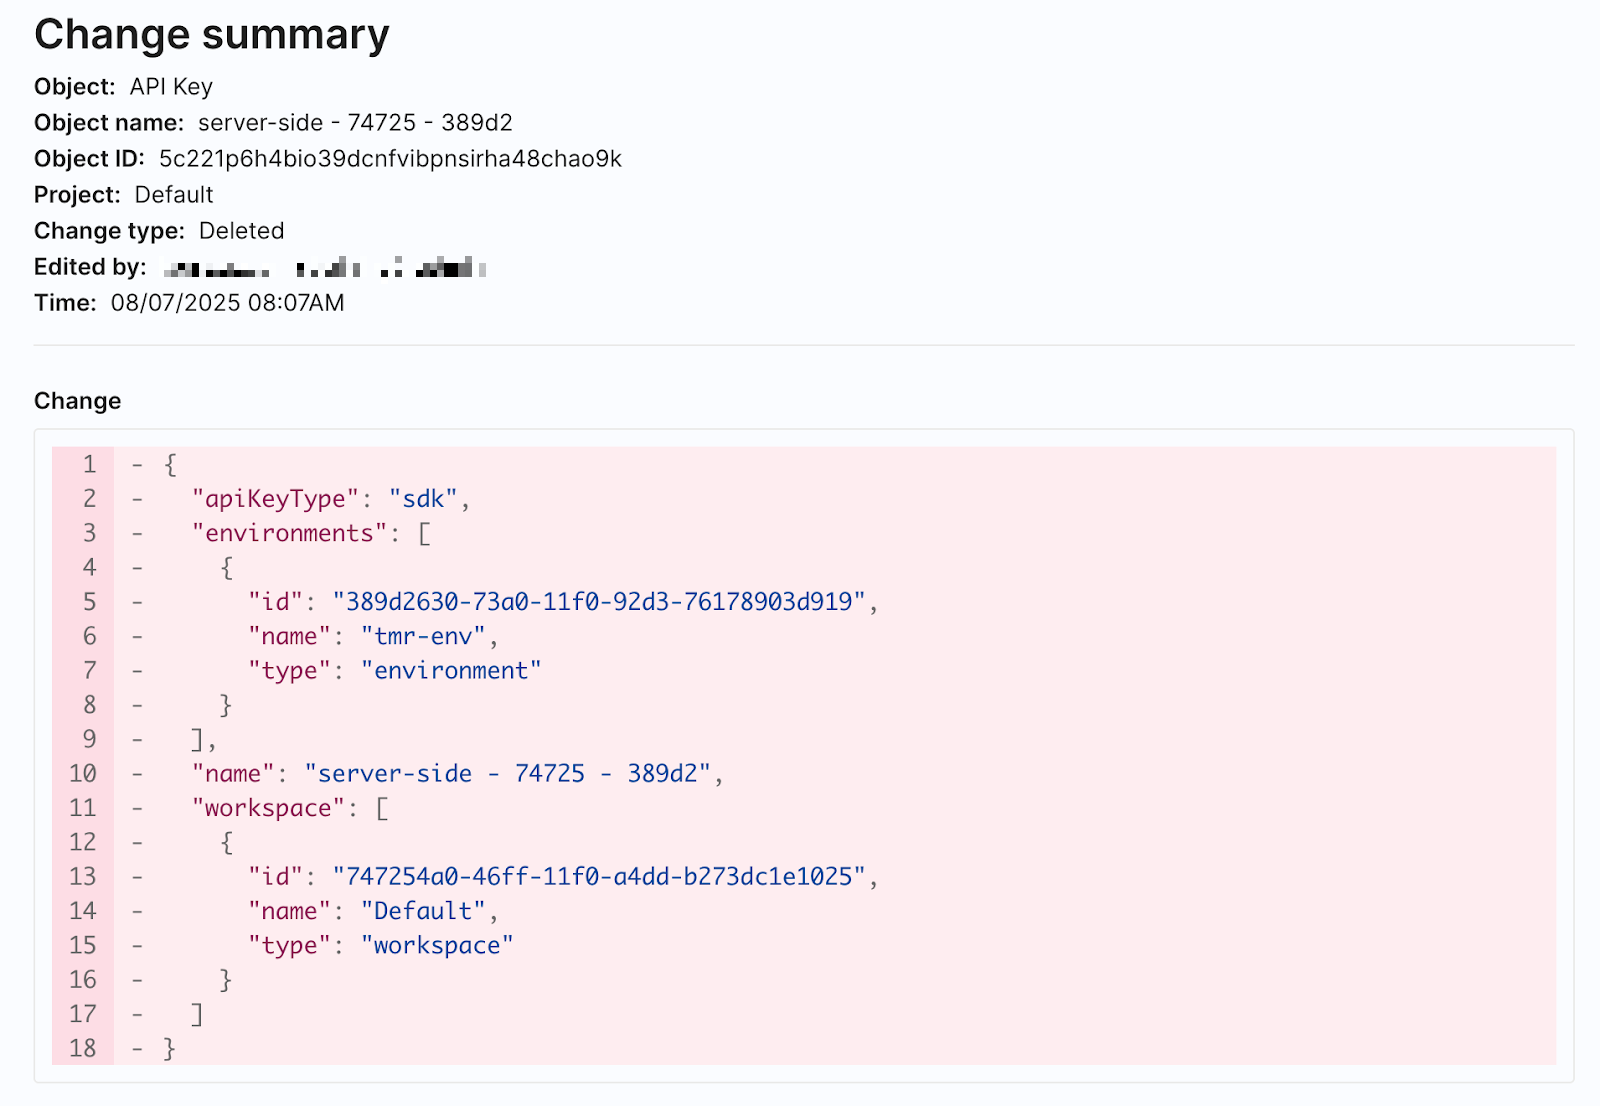 Change summary
Object: API Key
Object name: server-side - 74725 - 389d2
Object ID: 5c221p6h4bio39dcnfvibpnsirha48chao9k
Project: Default
Change type: Deleted
Edited by:
Time: 08/07/2025 08:07AM
Change
1 - {
2 - "apiKeyType": "sdk",
3 - "environments": [
4 - {
5 - "id": "389d2630-73a0-11f0-92d3-76178903d919",
6 - "name": "tmr-env",
7 - "type": "environment"
8 - }
9 - ],
10 - "name": "server-side - 74725 - 389d2",
11 - "workspace": [
12 - {
13 - "id": "747254a0-46ff-11f0-a4dd-b273dc1e1025",
14 - "name": "Default",
15 - "type": "workspace"
16 - }
17 - ]
18 - }